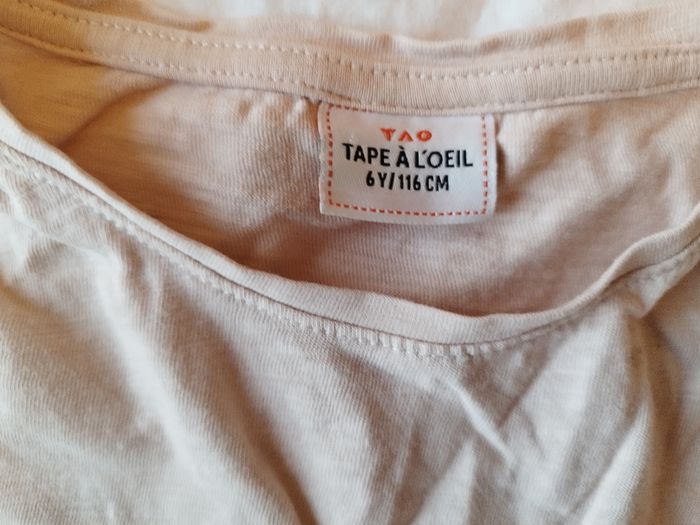 TAO
TAPE À L'OEIL
6Y/116 CM